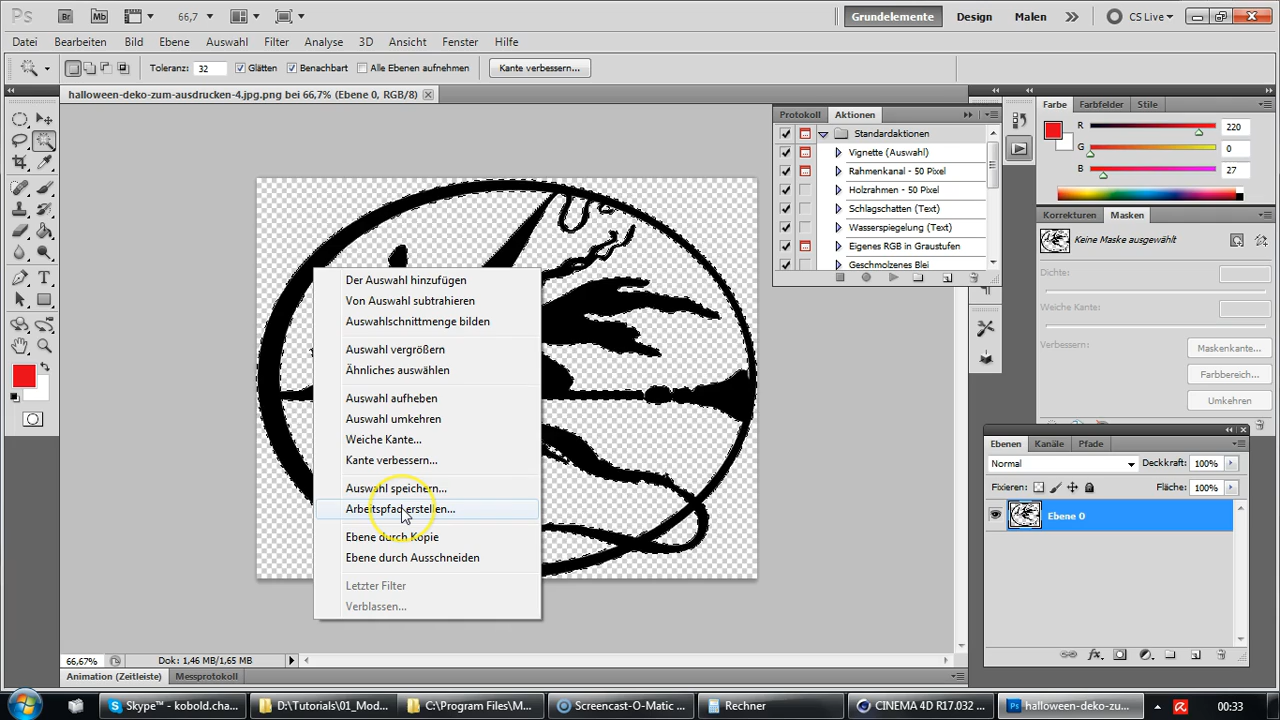 Ps Br Mb 66,7 Grundelemente Design Malen CS Live
Datei Bearbeiten Bild Ebene Auswahl Filter Analyse 3D Ansicht Fenster Hilfe
Toleranz: 32 Glätten Benachbart Alle Ebenen aufnehmen Kante verbessern...
halloween-deko-zum-ausdrucken-4.jpg.png bei 66,7% (Ebene 0, RGB/8)
Protokoll Aktionen
Standardaktionen
Vignette (Auswahl)
Rahmenkanal - 50 Pixel
Holzrahmen - 50 Pixel
Schlagschatten (Text)
Wasserspiegelung (Text)
Eigenes RGB in Graustufen
Geschmolzenes Blei
Farbe Farbfelder Stile
R 220
G 0
B 27
Korrekturen Masken
Keine Maske ausgewählt
Dichte:
Weiche Kante:
Verbessern: Maskenkante...
Farbbereich...
Umkehren
Der Auswahl hinzufügen
Von Auswahl subtrahieren
Auswahlschnittmenge bilden
Auswahl vergrößern
Ähnliches auswählen
Auswahl aufheben
Auswahl umkehren
Weiche Kante...
Kante verbessern...
Auswahl speichern...
Arbeitspfad erstellen...
Ebene durch Kopie
Ebene durch Ausschneiden
Letzter Filter
Verblassen...
Ebenen Kanäle Pfade
Normal Deckkraft: 100%
Fixieren: Fläche: 100%
Ebene 0
fx
66,67% Dok: 1,46 MB/1,65 MB
Animation (Zeitleiste) Messprotokoll
Skype™ - kobold.cha... D:\Tutorials\01_Mod... C:\Program Files\M... Screencast-O-Matic ... Rechner CINEMA 4D R17.032 ... halloween-deko-zu... 00:33